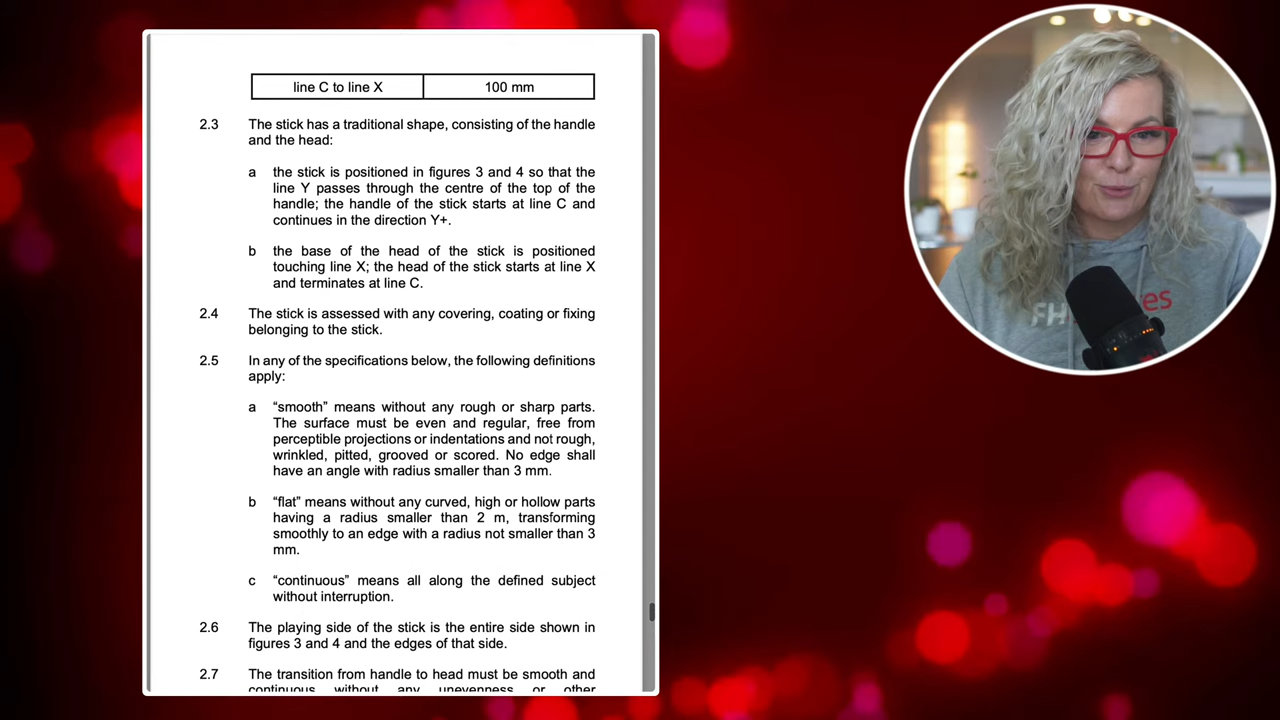 line C to line X 100 mm
2.3 The stick has a traditional shape, consisting of the handle
and the head:
a the stick is positioned in figures 3 and 4 so that the
line Y passes through the centre of the top of the
handle; the handle of the stick starts at line C and
continues in the direction Y+.
b the base of the head of the stick is positioned
touching line X; the head of the stick starts at line X
and terminates at line C.
2.4 The stick is assessed with any covering, coating or fixing
belonging to the stick.
2.5 In any of the specifications below, the following definitions
apply:
a “smooth” means without any rough or sharp parts.
The surface must be even and regular, free from
perceptible projections or indentations and not rough,
wrinkled, pitted, grooved or scored. No edge shall
have an angle with radius smaller than 3 mm.
b “flat” means without any curved, high or hollow parts
having a radius smaller than 2 m, transforming
smoothly to an edge with a radius not smaller than 3
mm.
c “continuous” means all along the defined subject
without interruption.
2.6 The playing side of the stick is the entire side shown in
figures 3 and 4 and the edges of that side.
2.7 The transition from handle to head must be smooth and
continuous without any unevenness or other